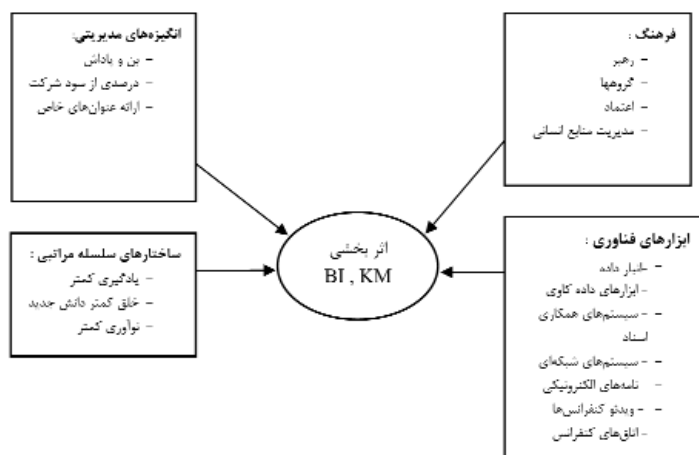 فرهنگ :
- رهبر
- گروهها
- اعتماد
- مدیریت منابع انسانی
انگیزه‌های مدیریتی:
- بن و پاداش
- درصدی از سود شرکت
- ارائه عنوان‌های خاص
اثر بخشی
BI , KM
ابزارهای فناوری :
- -انبار داده
- ابزارهای داده کاوی
- سیستم‌های همکاری
اسناد
- -سیستم‌های شبکه‌ای
نامه‌های الکترونیکی
- - ویدئو کنفرانس‌ها
- اتاق‌های کنفرانس
ساختارهای سلسله مراتبی :
- یادگیری کمتر
- خلق کمتر دانش جدید
- نوآوری کمتر